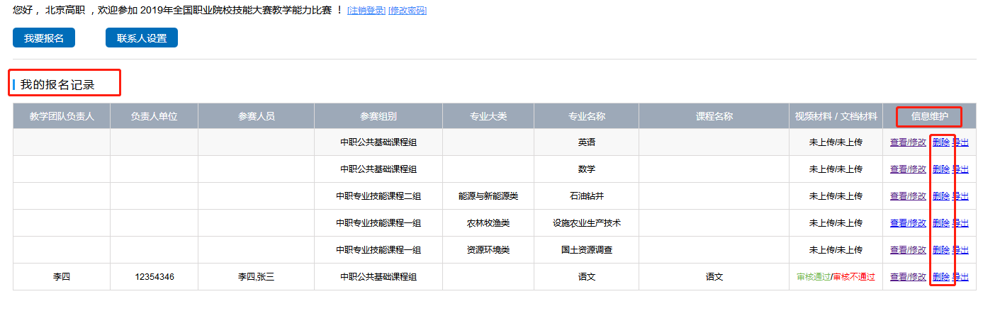 您好 ， 北京高职 ，欢迎参加 2019年全国职业院校技能大赛教学能力比赛 ！ [注销登录] [修改密码]
我要报名 联系人设置
我的报名记录
教学团队负责人 负责人单位 参赛人员 参赛组别 专业大类 专业名称 课程名称 视频材料 / 文档材料 信息维护
中职公共基础课程组 英语 未上传/未上传 查看/修改 删除 导出
中职公共基础课程组 数学 未上传/未上传 查看/修改 删除 导出
中职专业技能课程二组 能源与新能源类 石油钻井 未上传/未上传 查看/修改 删除 导出
中职专业技能课程一组 农林牧渔类 设施农业生产技术 未上传/未上传 查看/修改 删除 导出
中职专业技能课程一组 资源环境类 国土资源调查 未上传/未上传 查看/修改 删除 导出
李四 12354346 李四,张三 中职公共基础课程组 语文 语文 审核通过/审核不通过 查看/修改 删除 导出